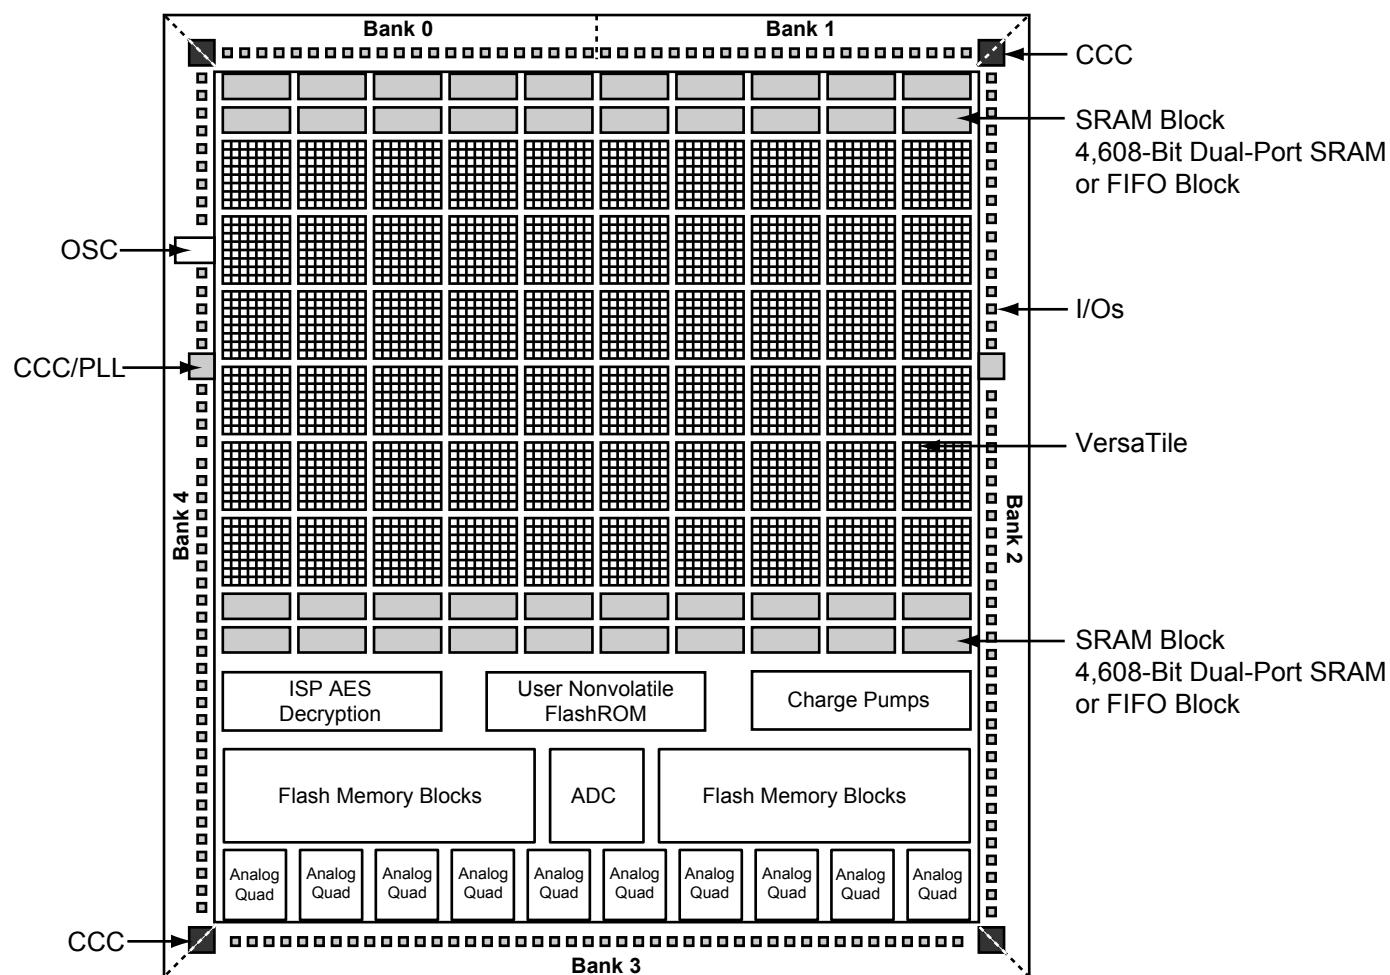 Bank 0
Bank 1
CCC
SRAM Block
4,608-Bit Dual-Port SRAM
or FIFO Block
OSC
I/Os
CCC/PLL
VersaTile
Bank 4
Bank 2
SRAM Block
4,608-Bit Dual-Port SRAM
or FIFO Block
ISP AES
Decryption
User Nonvolatile
FlashROM
Charge Pumps
Flash Memory Blocks
ADC
Flash Memory Blocks
Analog
Quad
Analog
Quad
Analog
Quad
Analog
Quad
Analog
Quad
Analog
Quad
Analog
Quad
Analog
Quad
Analog
Quad
Analog
Quad
CCC
Bank 3